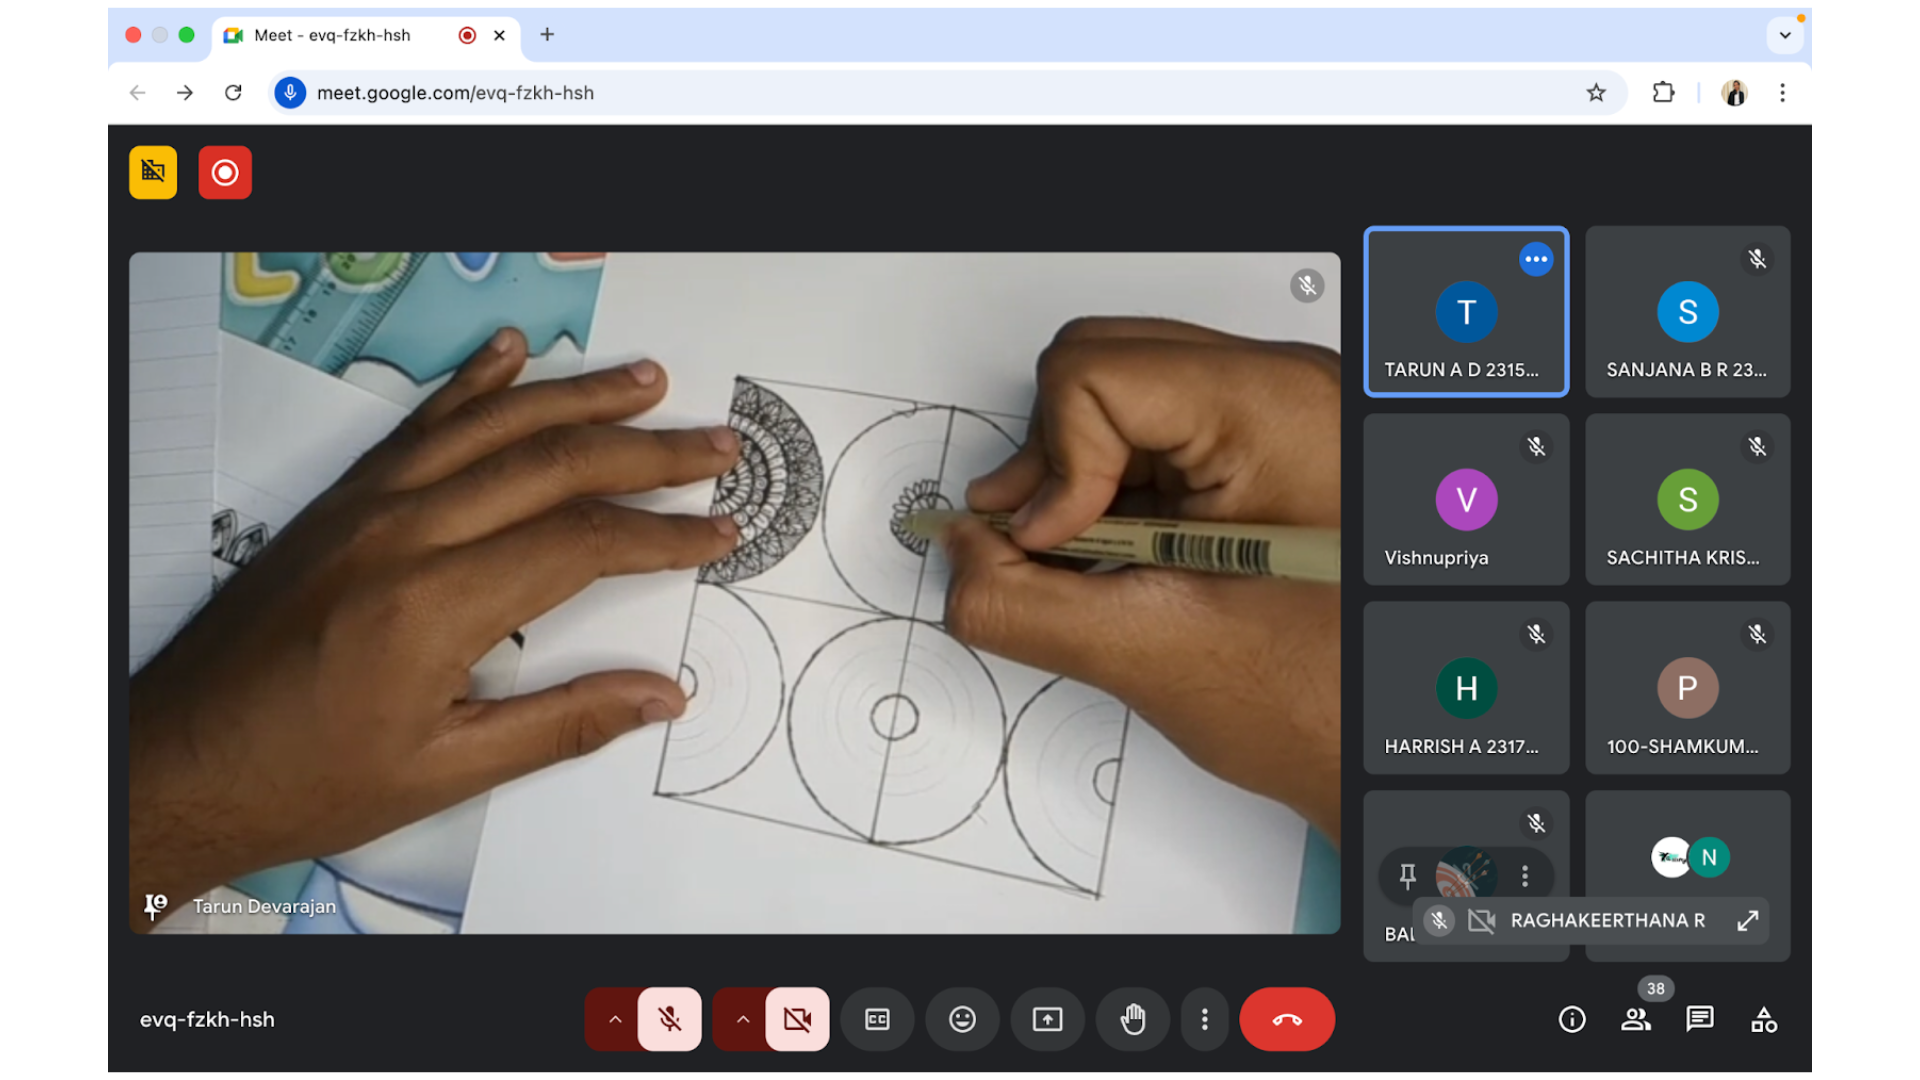 Meet - evq-fzkh-hsh
meet.google.com/evq-fzkh-hsh
Tarun Devarajan
T
TARUN A D 2315...
S
SANJANA B R 23...
V
Vishnupriya
S
SACHITHA KRIS...
H
HARRISH A 2317...
P
100-SHAMKUM...
N
RAGHAKEERTHANA R
evq-fzkh-hsh
CC
38